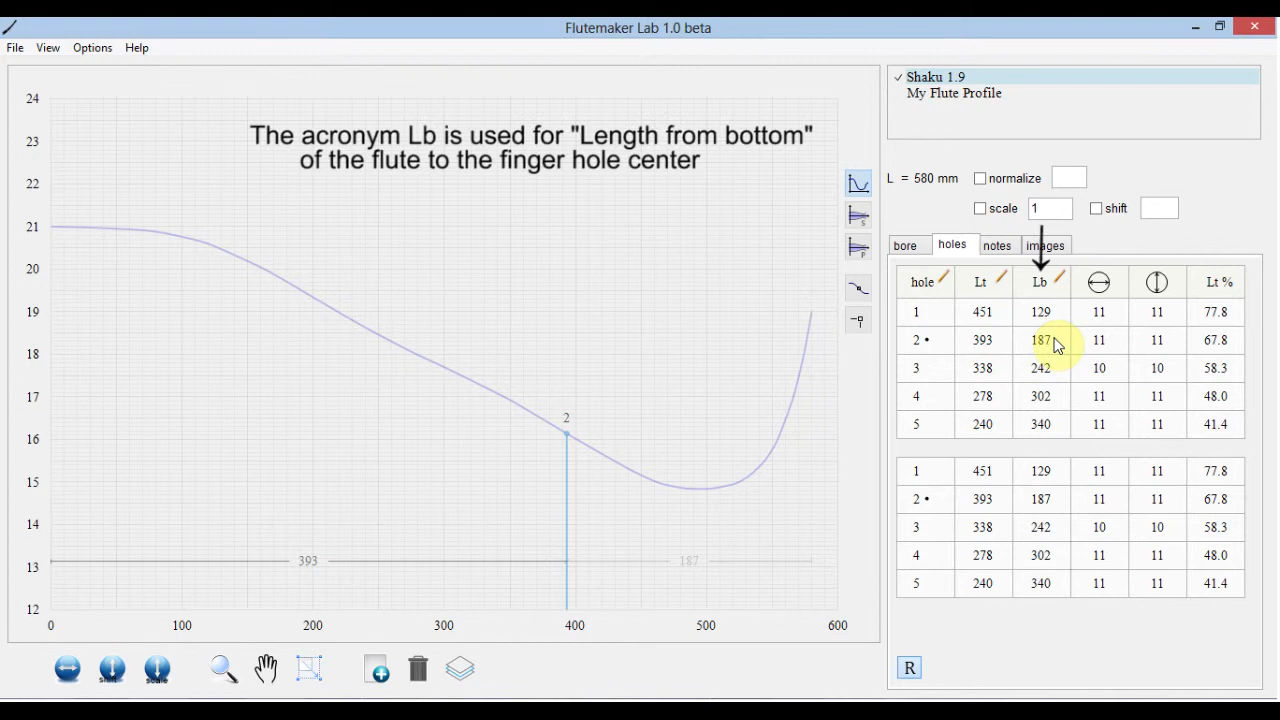 Flutemaker Lab 1.0 beta
File View Options Help
The acronym Lb is used for "Length from bottom"
of the flute to the finger hole center
24
23
22
21
20
19
18
17
16
15
14
13
12
0 100 200 300 400 500 600
2
393 187
S
P
shift scale
✓ Shaku 1.9
My Flute Profile
L = 580 mm normalize
scale 1 shift
bore holes notes images
hole Lt Lb Lt %
1 451 129 11 11 77.8
2 • 393 187 11 11 67.8
3 338 242 10 10 58.3
4 278 302 11 11 48.0
5 240 340 11 11 41.4
1 451 129 11 11 77.8
2 • 393 187 11 11 67.8
3 338 242 10 10 58.3
4 278 302 11 11 48.0
5 240 340 11 11 41.4
R